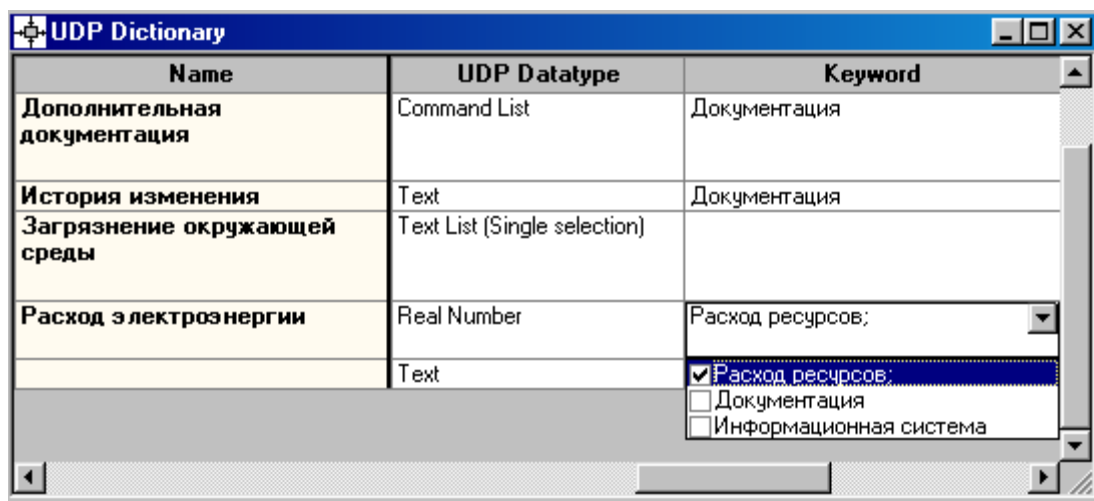 UDP Dictionary
Name UDP Datatype Keyword
Дополнительная Command List Документация
документация
История изменения Text Документация
Загрязнение окружающей Text List (Single selection)
среды
Расход электроэнергии Real Number Расход ресурсов;
Text Расход ресурсов;
Документация
Информационная система